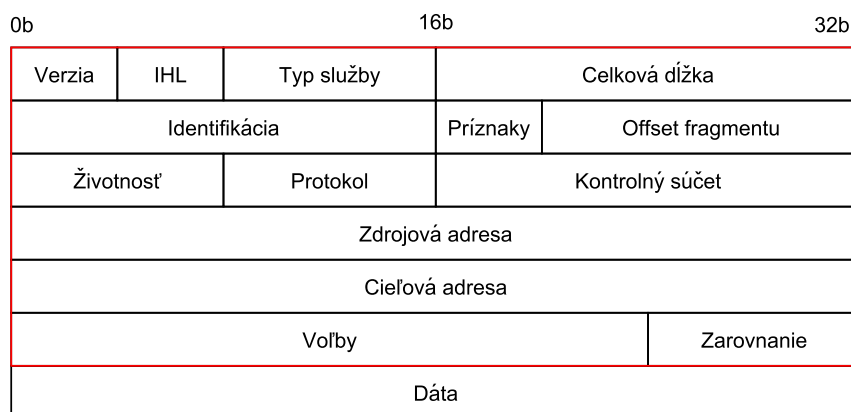 0b 16b 32b
Verzia IHL Typ služby Celková dĺžka
Identifikácia Príznaky Offset fragmentu
Životnosť Protokol Kontrolný súčet
Zdrojová adresa
Cieľová adresa
Voľby Zarovnanie
Dáta